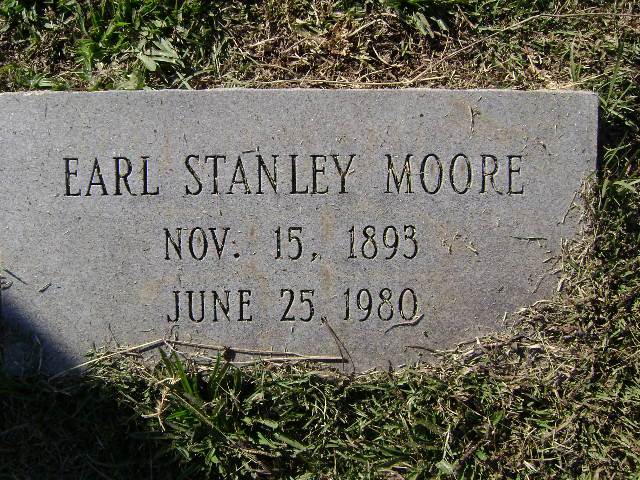 EARL STANLEY MOORE
NOV. 15, 1893
JUNE 25, 1980